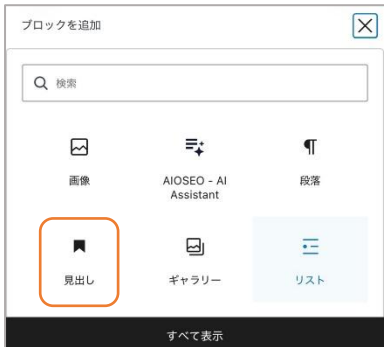 ブロックを追加
検索
画像
AIOSEO - AI
Assistant
段落
見出し
ギャラリー
リスト
すべて表示